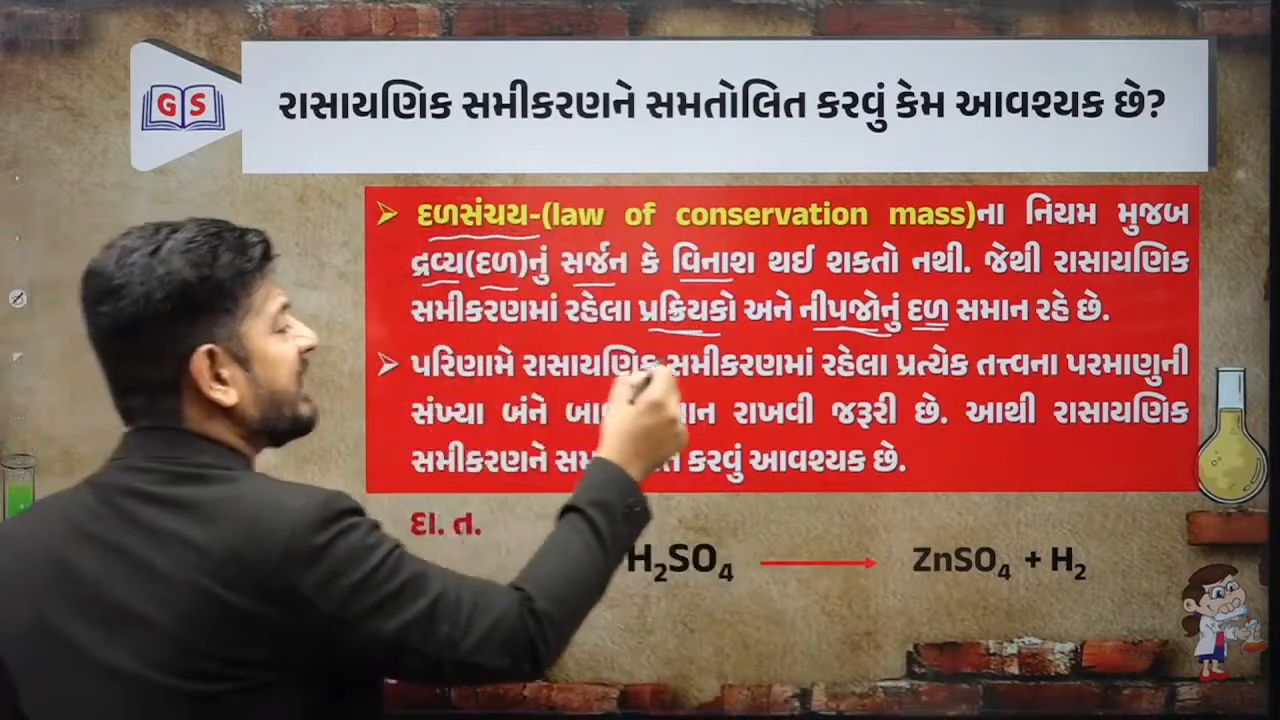 GS
રાસાયણિક સમીકરણને સમતોલિત કરવું કેમ આવશ્યક છે?
➢ દળસંચય-(law of conservation mass)ના નિયમ મુજબ
દ્રવ્ય(દળ)નું સર્જન કે વિનાશ થઈ શકતો નથી. જેથી રાસાયણિક
સમીકરણમાં રહેલા પ્રક્રિયકો અને નીપજોનું દળ સમાન રહે છે.
➢ પરિણામે રાસાયણિક સમીકરણમાં રહેલા પ્રત્યેક તત્ત્વના પરમાણુની
સંખ્યા બંને રાખવી જરૂરી છે. આથી રાસાયણિક
સમીકરણને કરવું આવશ્યક છે.
દા. ત.
H₂SO₄ → ZnSO₄ + H₂